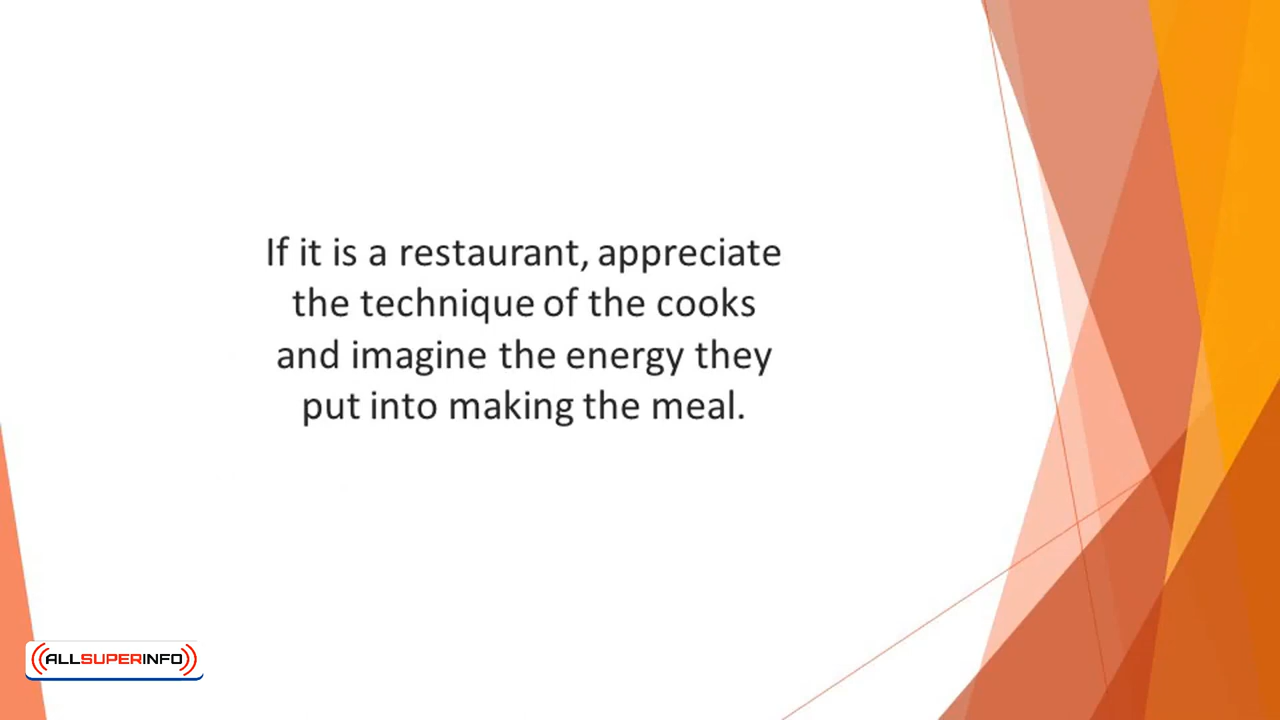 If it is a restaurant, appreciate
the technique of the cooks
and imagine the energy they
put into making the meal.
ALLSUPERINFO